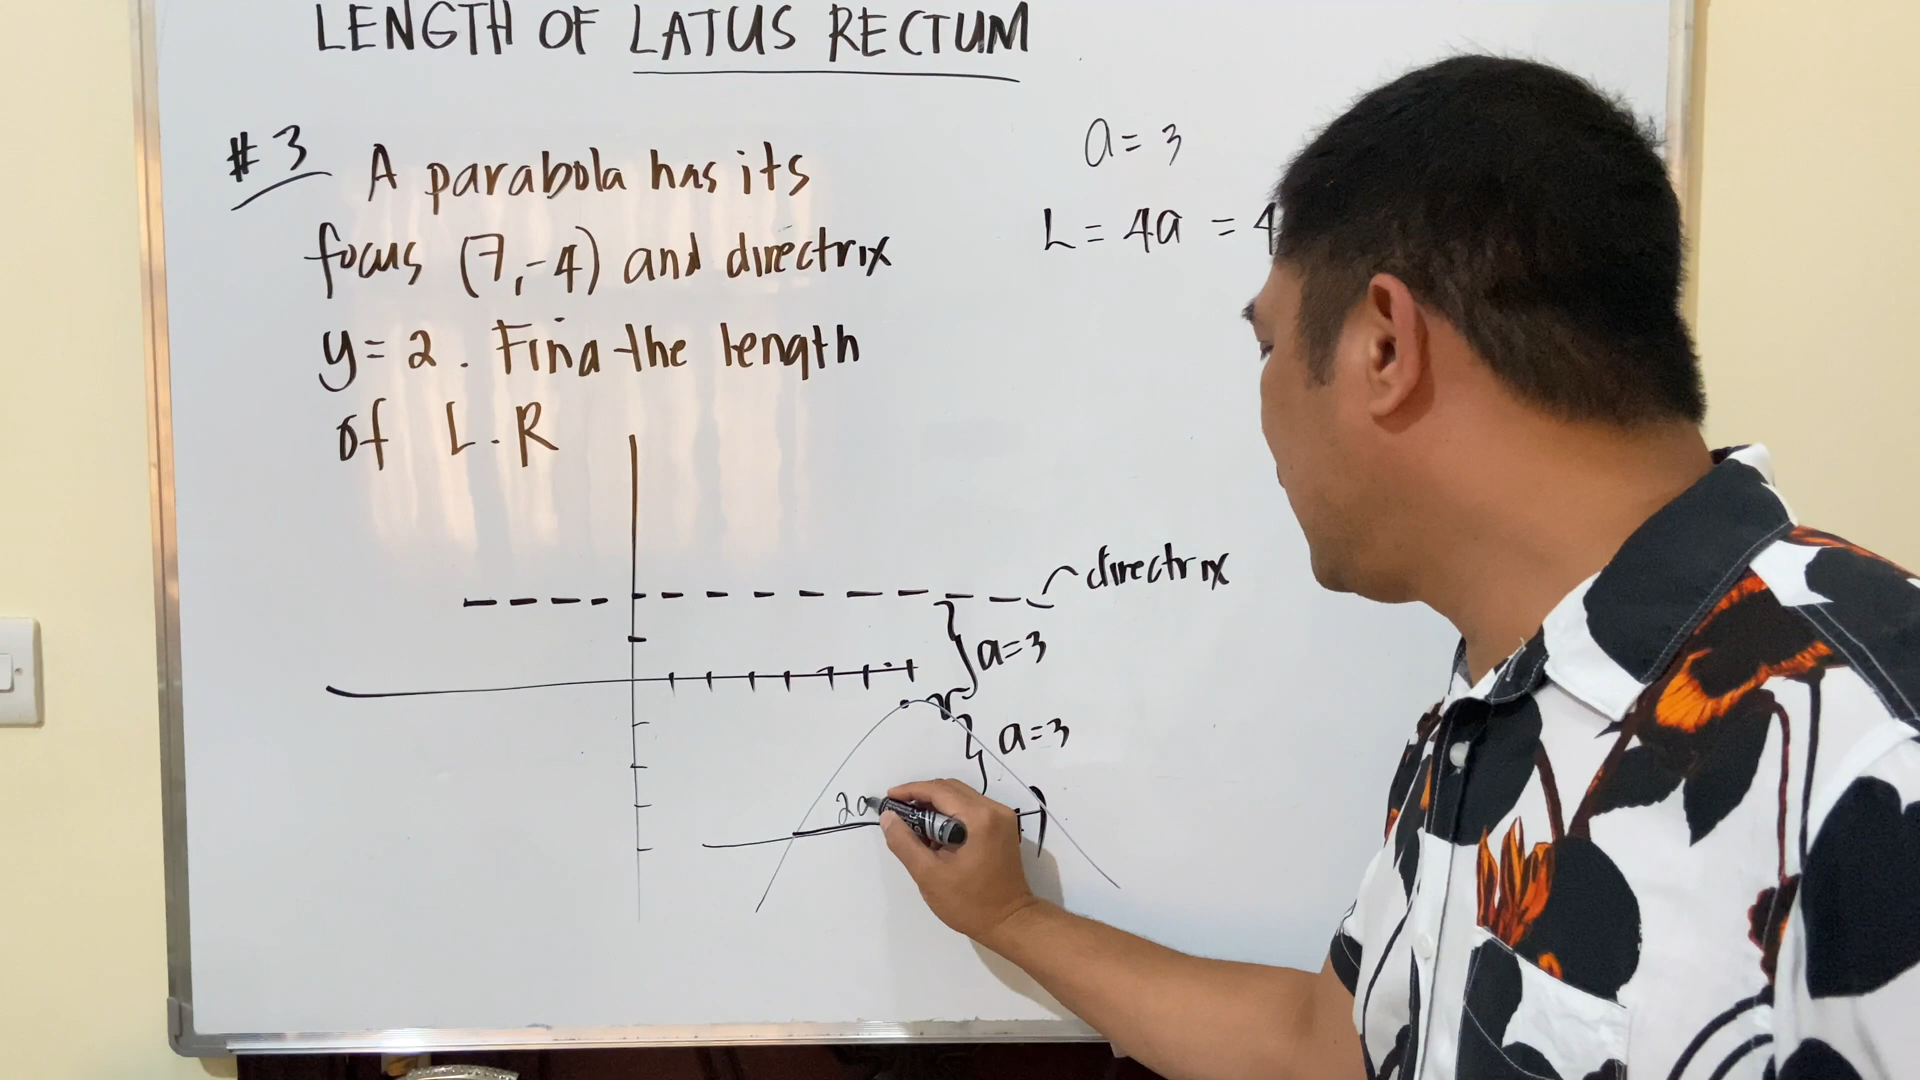 LENGTH OF LATUS RECTUM
# 3 A parabola has its
focus (7,-4) and directrix
y=2. Find the length
of L.R
a=3
L=4a=4
directrix
a=3
a=3